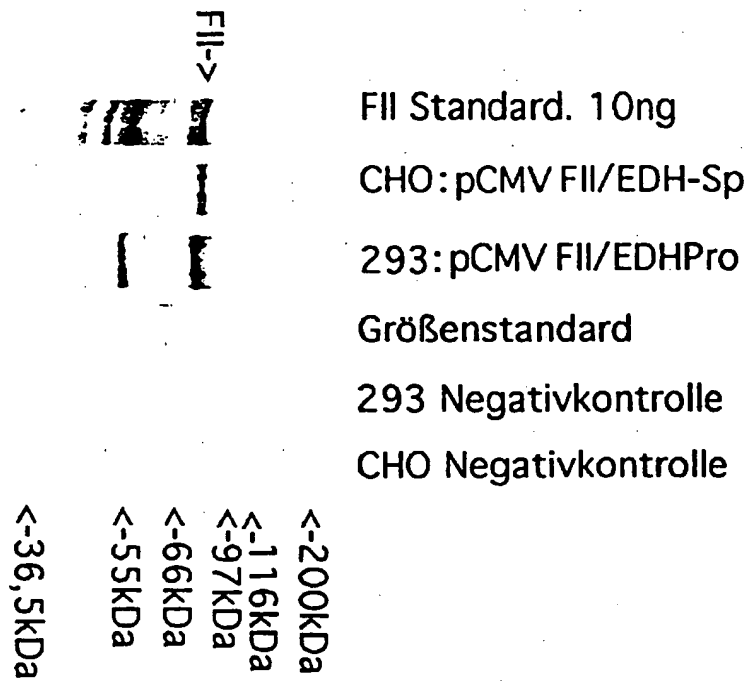 FII->
FII Standard. 10ng
CHO:pCMV FII/EDH-Sp
293:pCMV FII/EDHPro
Größenstandard
293 Negativkontrolle
CHO Negativkontrolle
<-200kDa
<-116kDa
<-97kDa
<-66kDa
<-55kDa
<-36,5kDa